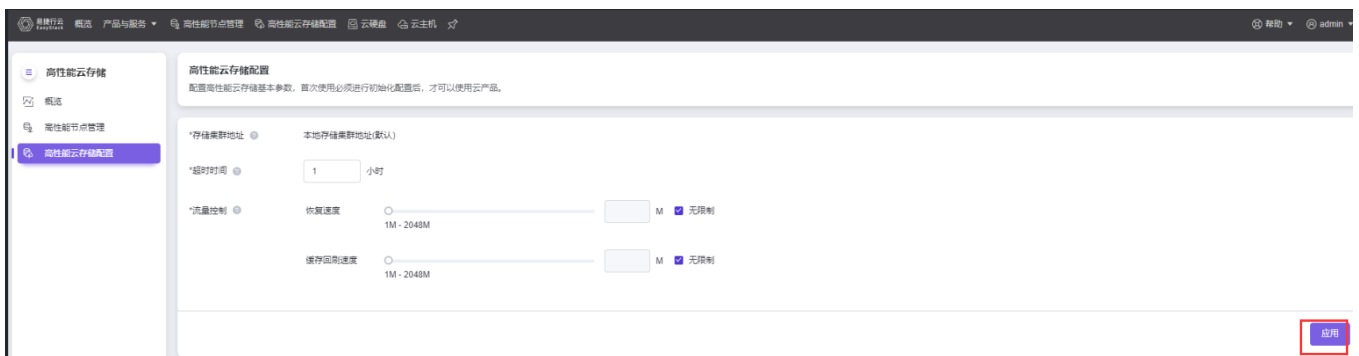 易捷行云 EasyStack 概览 产品与服务 高性能节点管理 高性能云存储配置 云硬盘 云主机 帮助 admin
高性能云存储
概览
高性能节点管理
高性能云存储配置
高性能云存储配置
配置高性能云存储基本参数，首次使用必须进行初始化配置后，才可以使用云产品。
*存储集群地址 本地存储集群地址(默认)
*超时时间 1 小时
*流量控制 恢复速度 M 无限制
1M - 2048M
缓存回刷速度 M 无限制
1M - 2048M
应用